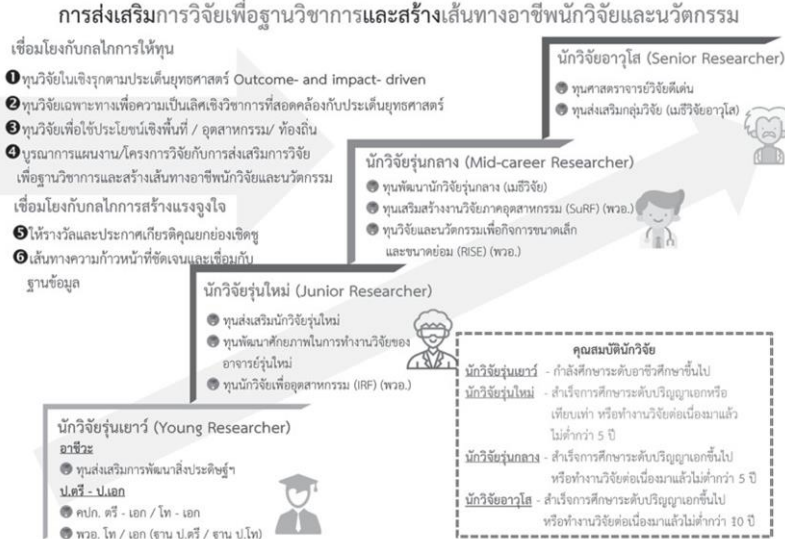 การส่งเสริมการวิจัยเพื่อฐานวิชาการและสร้างเส้นทางอาชีพนักวิจัยและนวัตกรรม
เชื่อมโยงกับกลไกการให้ทุน
❶ทุนวิจัยในเชิงรุกตามประเด็นยุทธศาสตร์ Outcome- and impact- driven
❷ทุนวิจัยเฉพาะทางเพื่อความเป็นเลิศเชิงวิชาการที่สอดคล้องกับประเด็นยุทธศาสตร์
❸ทุนวิจัยเพื่อใช้ประโยชน์เชิงพื้นที่ / อุตสาหกรรม/ ท้องถิ่น
❹บูรณาการแผนงาน/โครงการวิจัยกับการส่งเสริมการวิจัย
เพื่อฐานวิชาการและสร้างเส้นทางอาชีพนักวิจัยและนวัตกรรม
เชื่อมโยงกับกลไกการสร้างแรงจูงใจ
❺ให้รางวัลและประกาศเกียรติคุณยกย่องเชิดชู
❻เส้นทางความก้าวหน้าที่ชัดเจนและเชื่อมกับ
ฐานข้อมูล
นักวิจัยอาวุโส (Senior Researcher)
ทุนศาสตราจารย์วิจัยดีเด่น
ทุนส่งเสริมกลุ่มวิจัย (เมธีวิจัยอาวุโส)
นักวิจัยรุ่นกลาง (Mid-career Researcher)
ทุนพัฒนานักวิจัยรุ่นกลาง (เมธีวิจัย)
ทุนเสริมสร้างงานวิจัยภาคอุตสาหกรรม (SuRF) (พวอ.)
ทุนวิจัยและนวัตกรรมเพื่อกิจการขนาดเล็ก
และขนาดย่อม (RISE) (พวอ.)
นักวิจัยรุ่นใหม่ (Junior Researcher)
ทุนส่งเสริมนักวิจัยรุ่นใหม่
ทุนพัฒนาศักยภาพในการทำงานวิจัยของ
อาจารย์รุ่นใหม่
ทุนนักวิจัยเพื่ออุตสาหกรรม (IRF) (พวอ.)
นักวิจัยรุ่นเยาว์ (Young Researcher)
อาชีวะ
ทุนส่งเสริมการพัฒนาสิ่งประดิษฐ์ฯ
ป.ตรี - ป.เอก
คปก. ตรี - เอก / โท - เอก
พวอ. โท / เอก (ฐาน ป.ตรี / ฐาน ป.โท)
คุณสมบัตินักวิจัย
นักวิจัยรุ่นเยาว์ - กำลังศึกษาระดับอาชีวศึกษาขึ้นไป
นักวิจัยรุ่นใหม่ - สำเร็จการศึกษาระดับปริญญาเอกหรือ
เทียบเท่า หรือทำงานวิจัยต่อเนื่องมาแล้ว
ไม่ต่ำกว่า 5 ปี
นักวิจัยรุ่นกลาง - สำเร็จการศึกษาระดับปริญญาเอกขึ้นไป
หรือทำงานวิจัยต่อเนื่องมาแล้วไม่ต่ำกว่า 5 ปี
นักวิจัยอาวุโส - สำเร็จการศึกษาระดับปริญญาเอกขึ้นไป
หรือทำงานวิจัยต่อเนื่องมาแล้วไม่ต่ำกว่า 10 ปี